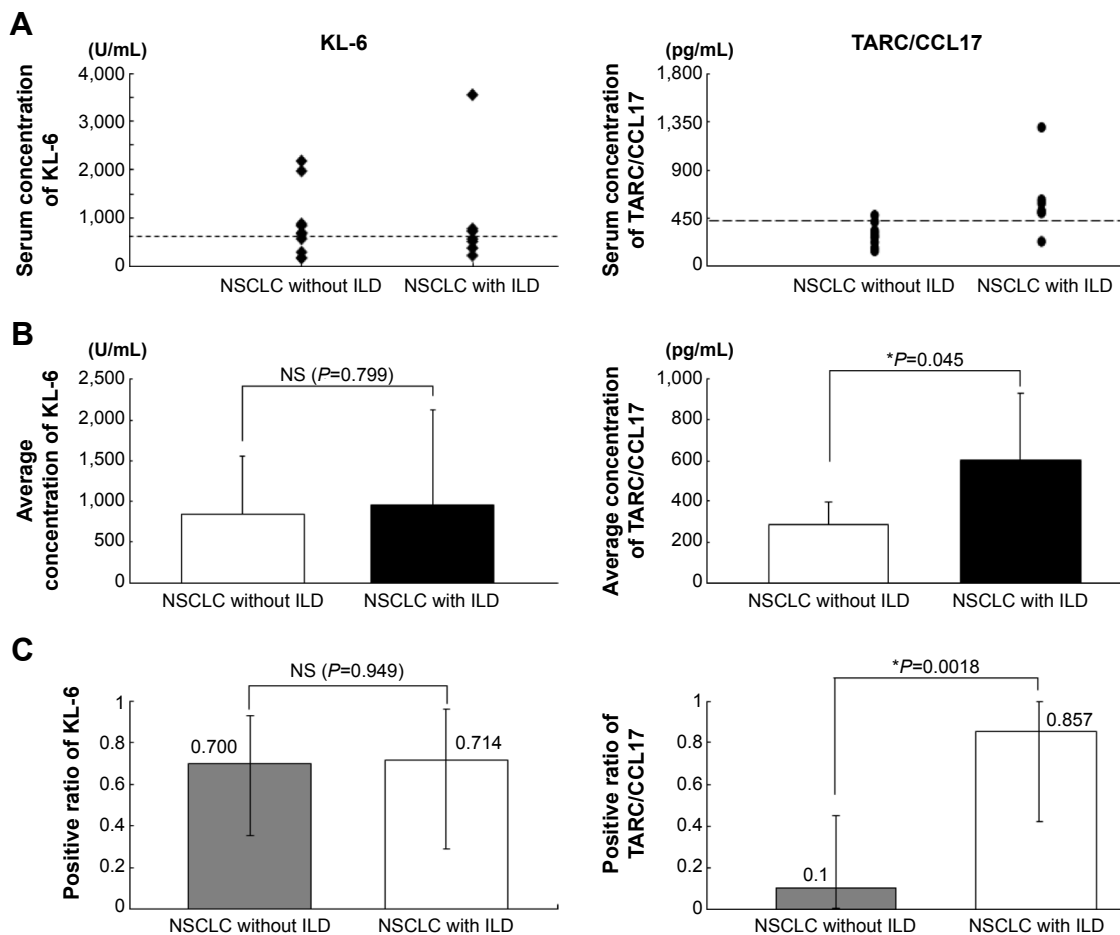 A
KL-6
(U/mL)
Serum concentration
of KL-6
4,000
3,000
2,000
1,000
0
NSCLC without ILD
NSCLC with ILD
TARC/CCL17
(pg/mL)
Serum concentration
of TARC/CCL17
1,800
1,350
900
450
0
NSCLC without ILD
NSCLC with ILD
B
(U/mL)
Average
concentration of KL-6
2,500
2,000
1,500
1,000
500
0
NS (P=0.799)
NSCLC without ILD
NSCLC with ILD
(pg/mL)
Average concentration
of TARC/CCL17
1,000
800
600
400
200
0
*P=0.045
NSCLC without ILD
NSCLC with ILD
C
Positive ratio of KL-6
1
0.8
0.6
0.4
0.2
0
NS (P=0.949)
0.700
0.714
NSCLC without ILD
NSCLC with ILD
Positive ratio of
TARC/CCL17
1
0.8
0.6
0.4
0.2
0
*P=0.0018
0.1
0.857
NSCLC without ILD
NSCLC with ILD